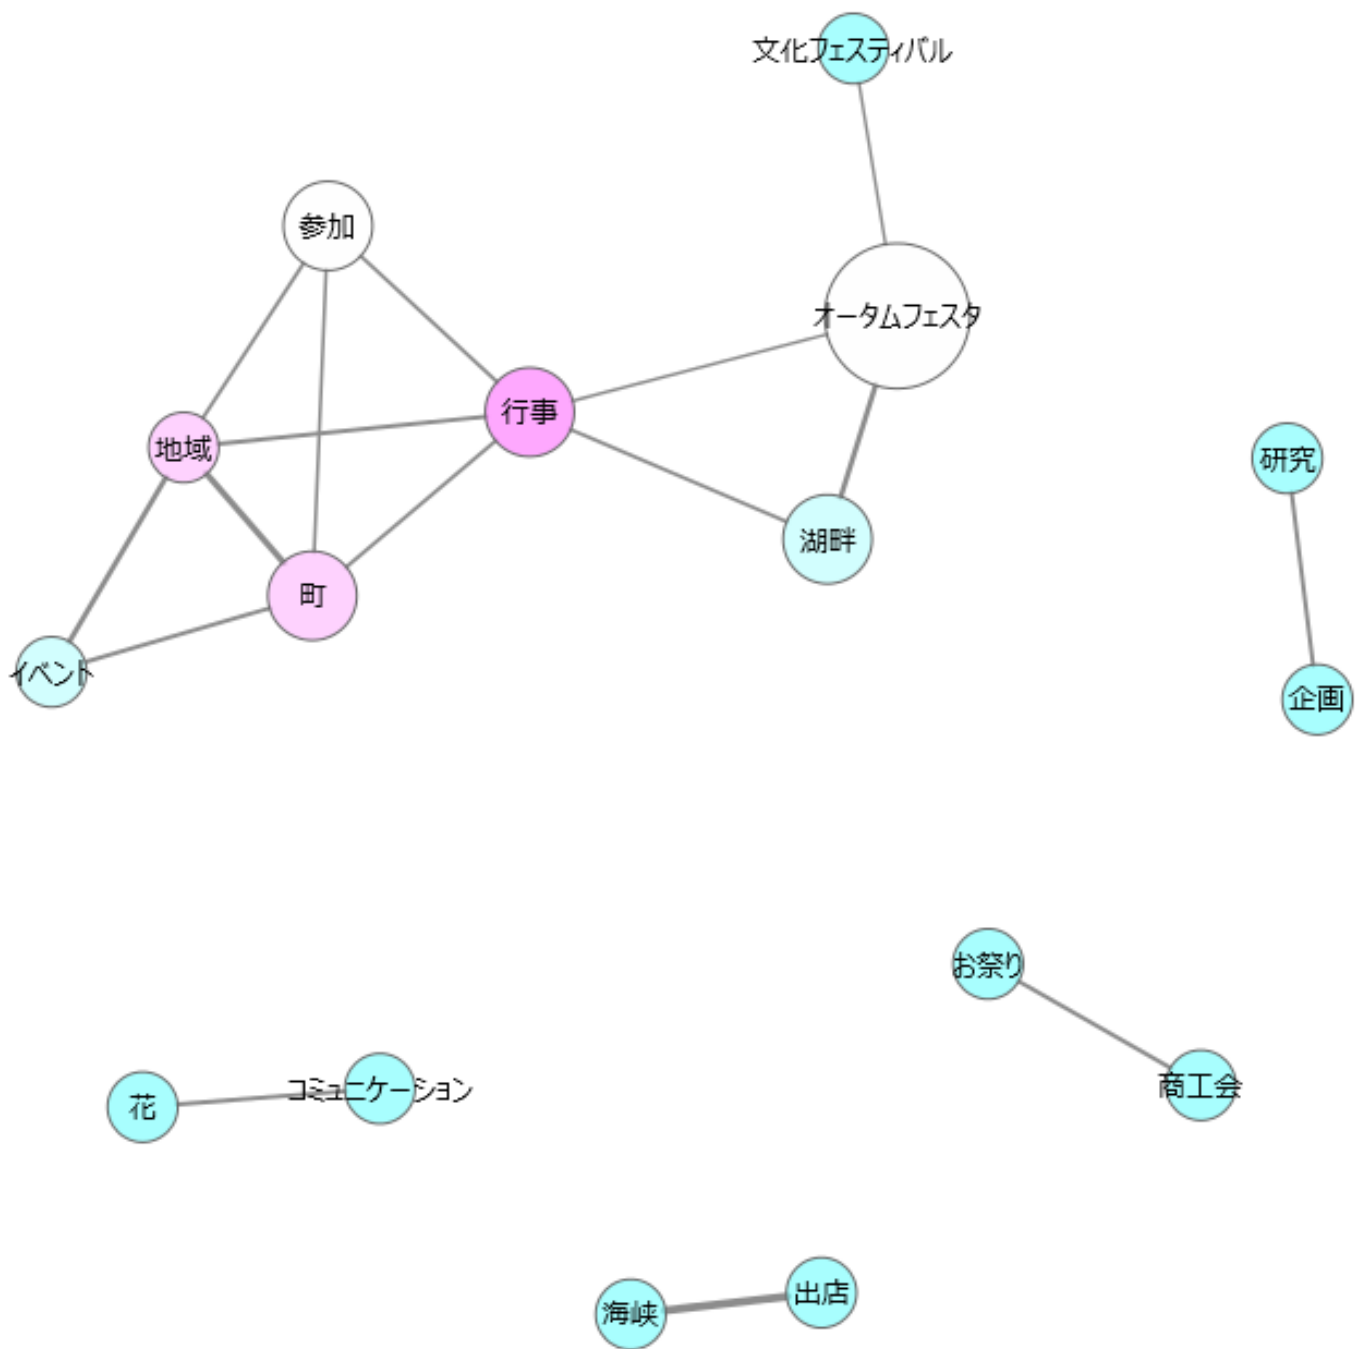 文化フェスティバル
参加
オータムフェスタ
行事
地域
研究
湖畔
町
イベント
企画
お祭り
商工会
コミュニケーション
花
出店
海峡